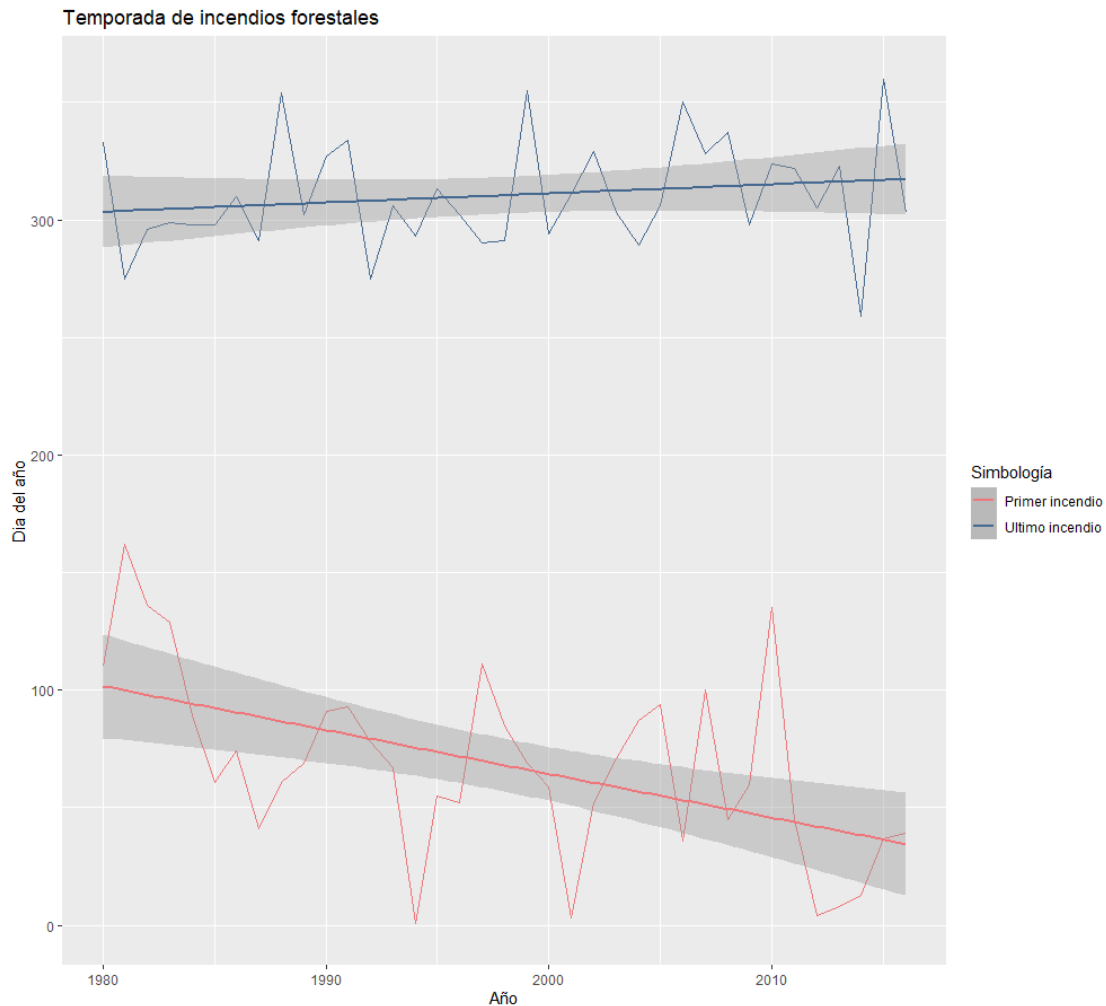 Temporada de incendios forestales
300
200
100
0
Dia del año
1980
1990
2000
2010
Año
Simbología
Primer incendio
Ultimo incendio